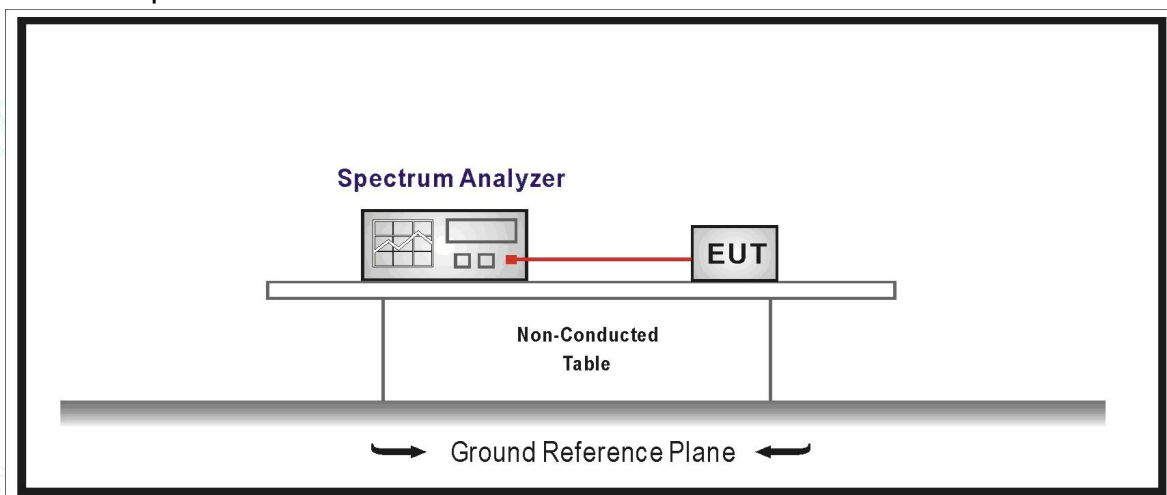 Spectrum Analyzer
EUT
Non-Conducted
Table
Ground Reference Plane